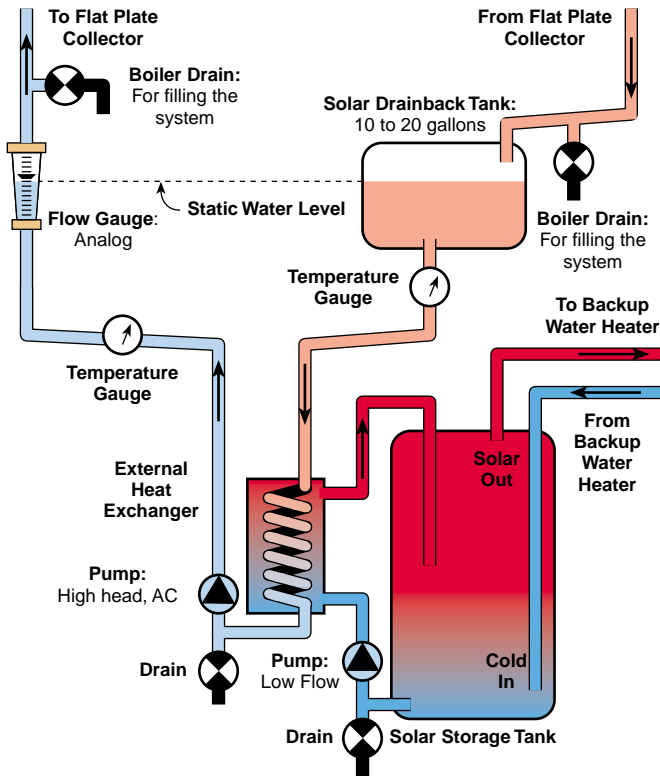 To Flat Plate
Collector
From Flat Plate
Collector
Boiler Drain:
For filling the
system
Solar Drainback Tank:
10 to 20 gallons
Static Water Level
Flow Gauge:
Analog
Boiler Drain:
For filling the
system
Temperature
Gauge
To Backup
Water Heater
Temperature
Gauge
From
Backup
Water
Heater
External
Heat
Exchanger
Solar
Out
Pump:
High head, AC
Drain
Pump:
Low Flow
Cold
In
Drain
Solar Storage Tank